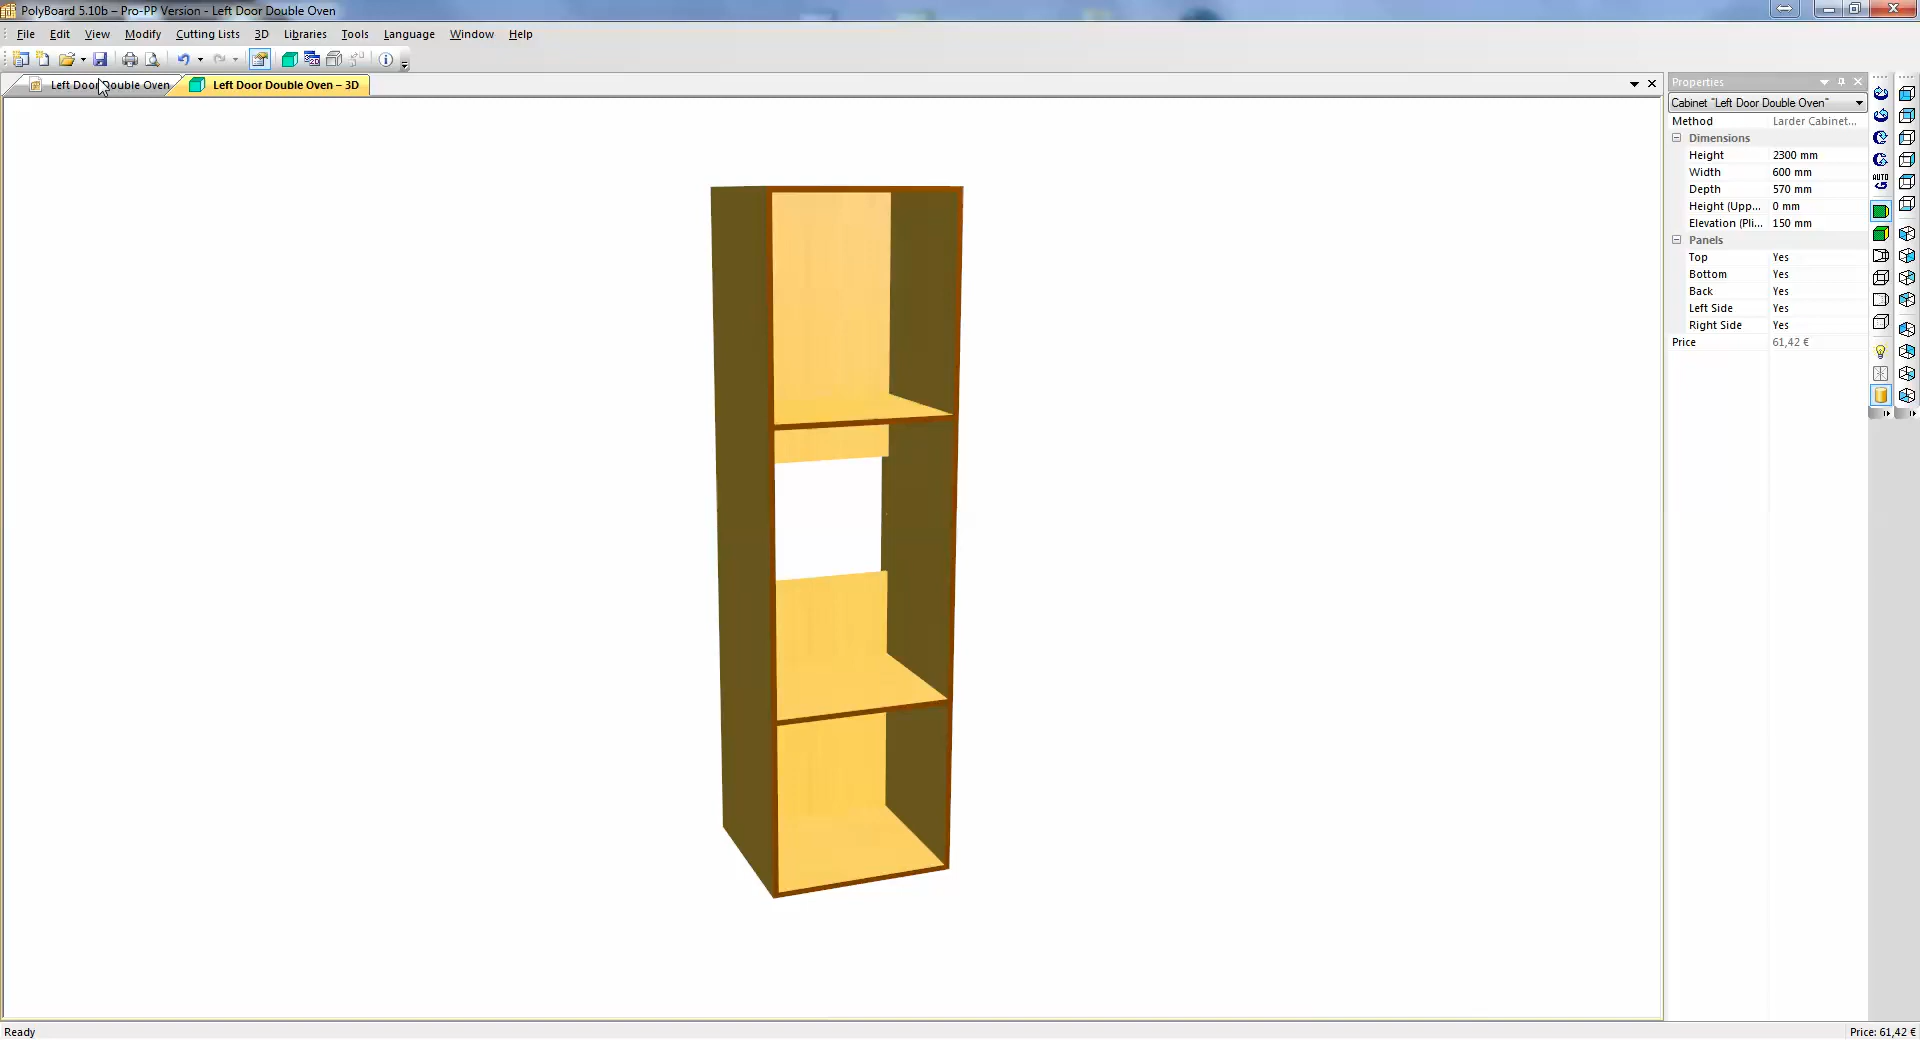 PolyBoard 5.10b – Pro-PP Version - Left Door Double Oven
File Edit View Modify Cutting Lists 3D Libraries Tools Language Window Help
Left Door Double Oven Left Door Double Oven – 3D
Properties
Cabinet "Left Door Double Oven"
Method Larder Cabinet...
Dimensions
Height 2300 mm
Width 600 mm
Depth 570 mm
Height (Upp... 0 mm
Elevation (Pli... 150 mm
Panels
Top Yes
Bottom Yes
Back Yes
Left Side Yes
Right Side Yes
Price 61,42 €
AUTO
Ready Price: 61,42 €